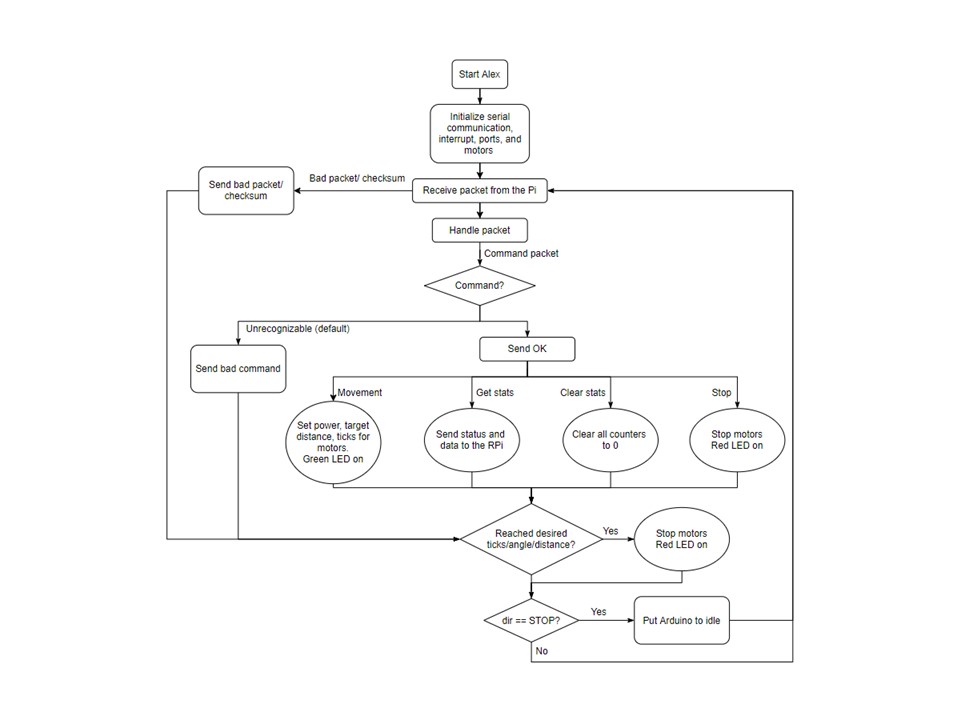 Start Alex
Initialize serial
communication,
interrupt, ports, and
motors
Bad packet/ checksum
Send bad packet/
checksum
Receive packet from the Pi
Handle packet
Command packet
Command?
Unrecognizable (default)
Send OK
Send bad command
Movement
Get stats
Clear stats
Stop
Set power, target
distance, ticks for
motors.
Green LED on
Send status and
data to the RPi
Clear all counters
to 0
Stop motors
Red LED on
Reached desired
ticks/angle/distance?
Yes
Stop motors
Red LED on
dir == STOP?
Yes
Put Arduino to idle
No